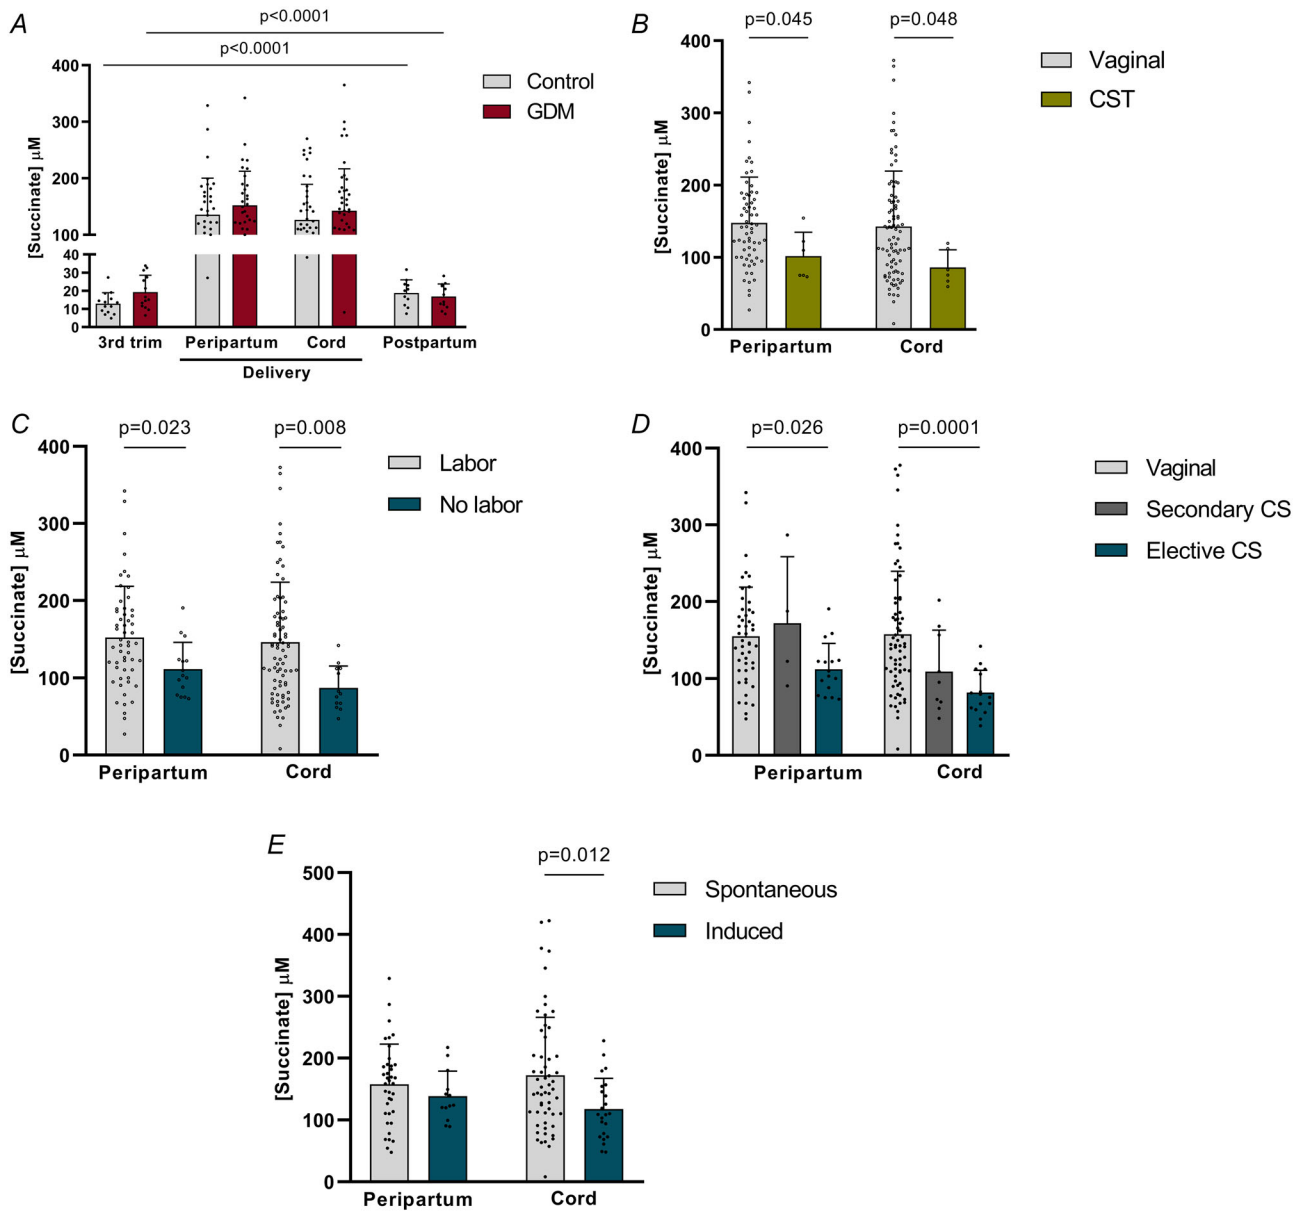 A
p<0.0001
p<0.0001
[Succinate] μM
400
300
200
100
40
30
20
10
0
Control
GDM
3rd trim
Peripartum
Cord
Postpartum
Delivery
B
p=0.045
p=0.048
[Succinate] μM
400
300
200
100
0
Vaginal
CST
Peripartum
Cord
C
p=0.023
p=0.008
[Succinate] μM
400
300
200
100
0
Labor
No labor
Peripartum
Cord
D
p=0.026
p=0.0001
[Succinate] μM
400
300
200
100
0
Vaginal
Secondary CS
Elective CS
Peripartum
Cord
E
p=0.012
[Succinate] μM
500
400
300
200
100
0
Spontaneous
Induced
Peripartum
Cord